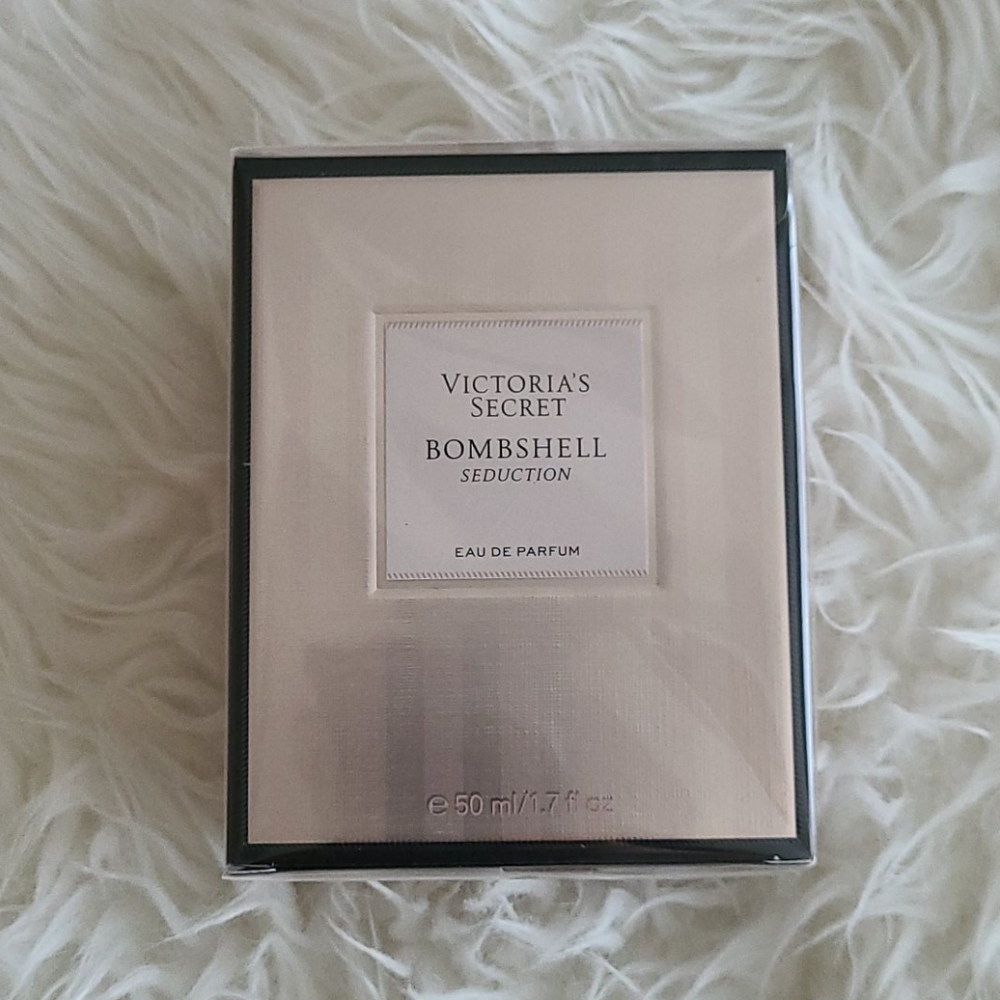 VICTORIA'S
SECRET
BOMBSHELL
SEDUCTION
EAU DE PARFUM
℮ 50 ml/1.7 fl oz